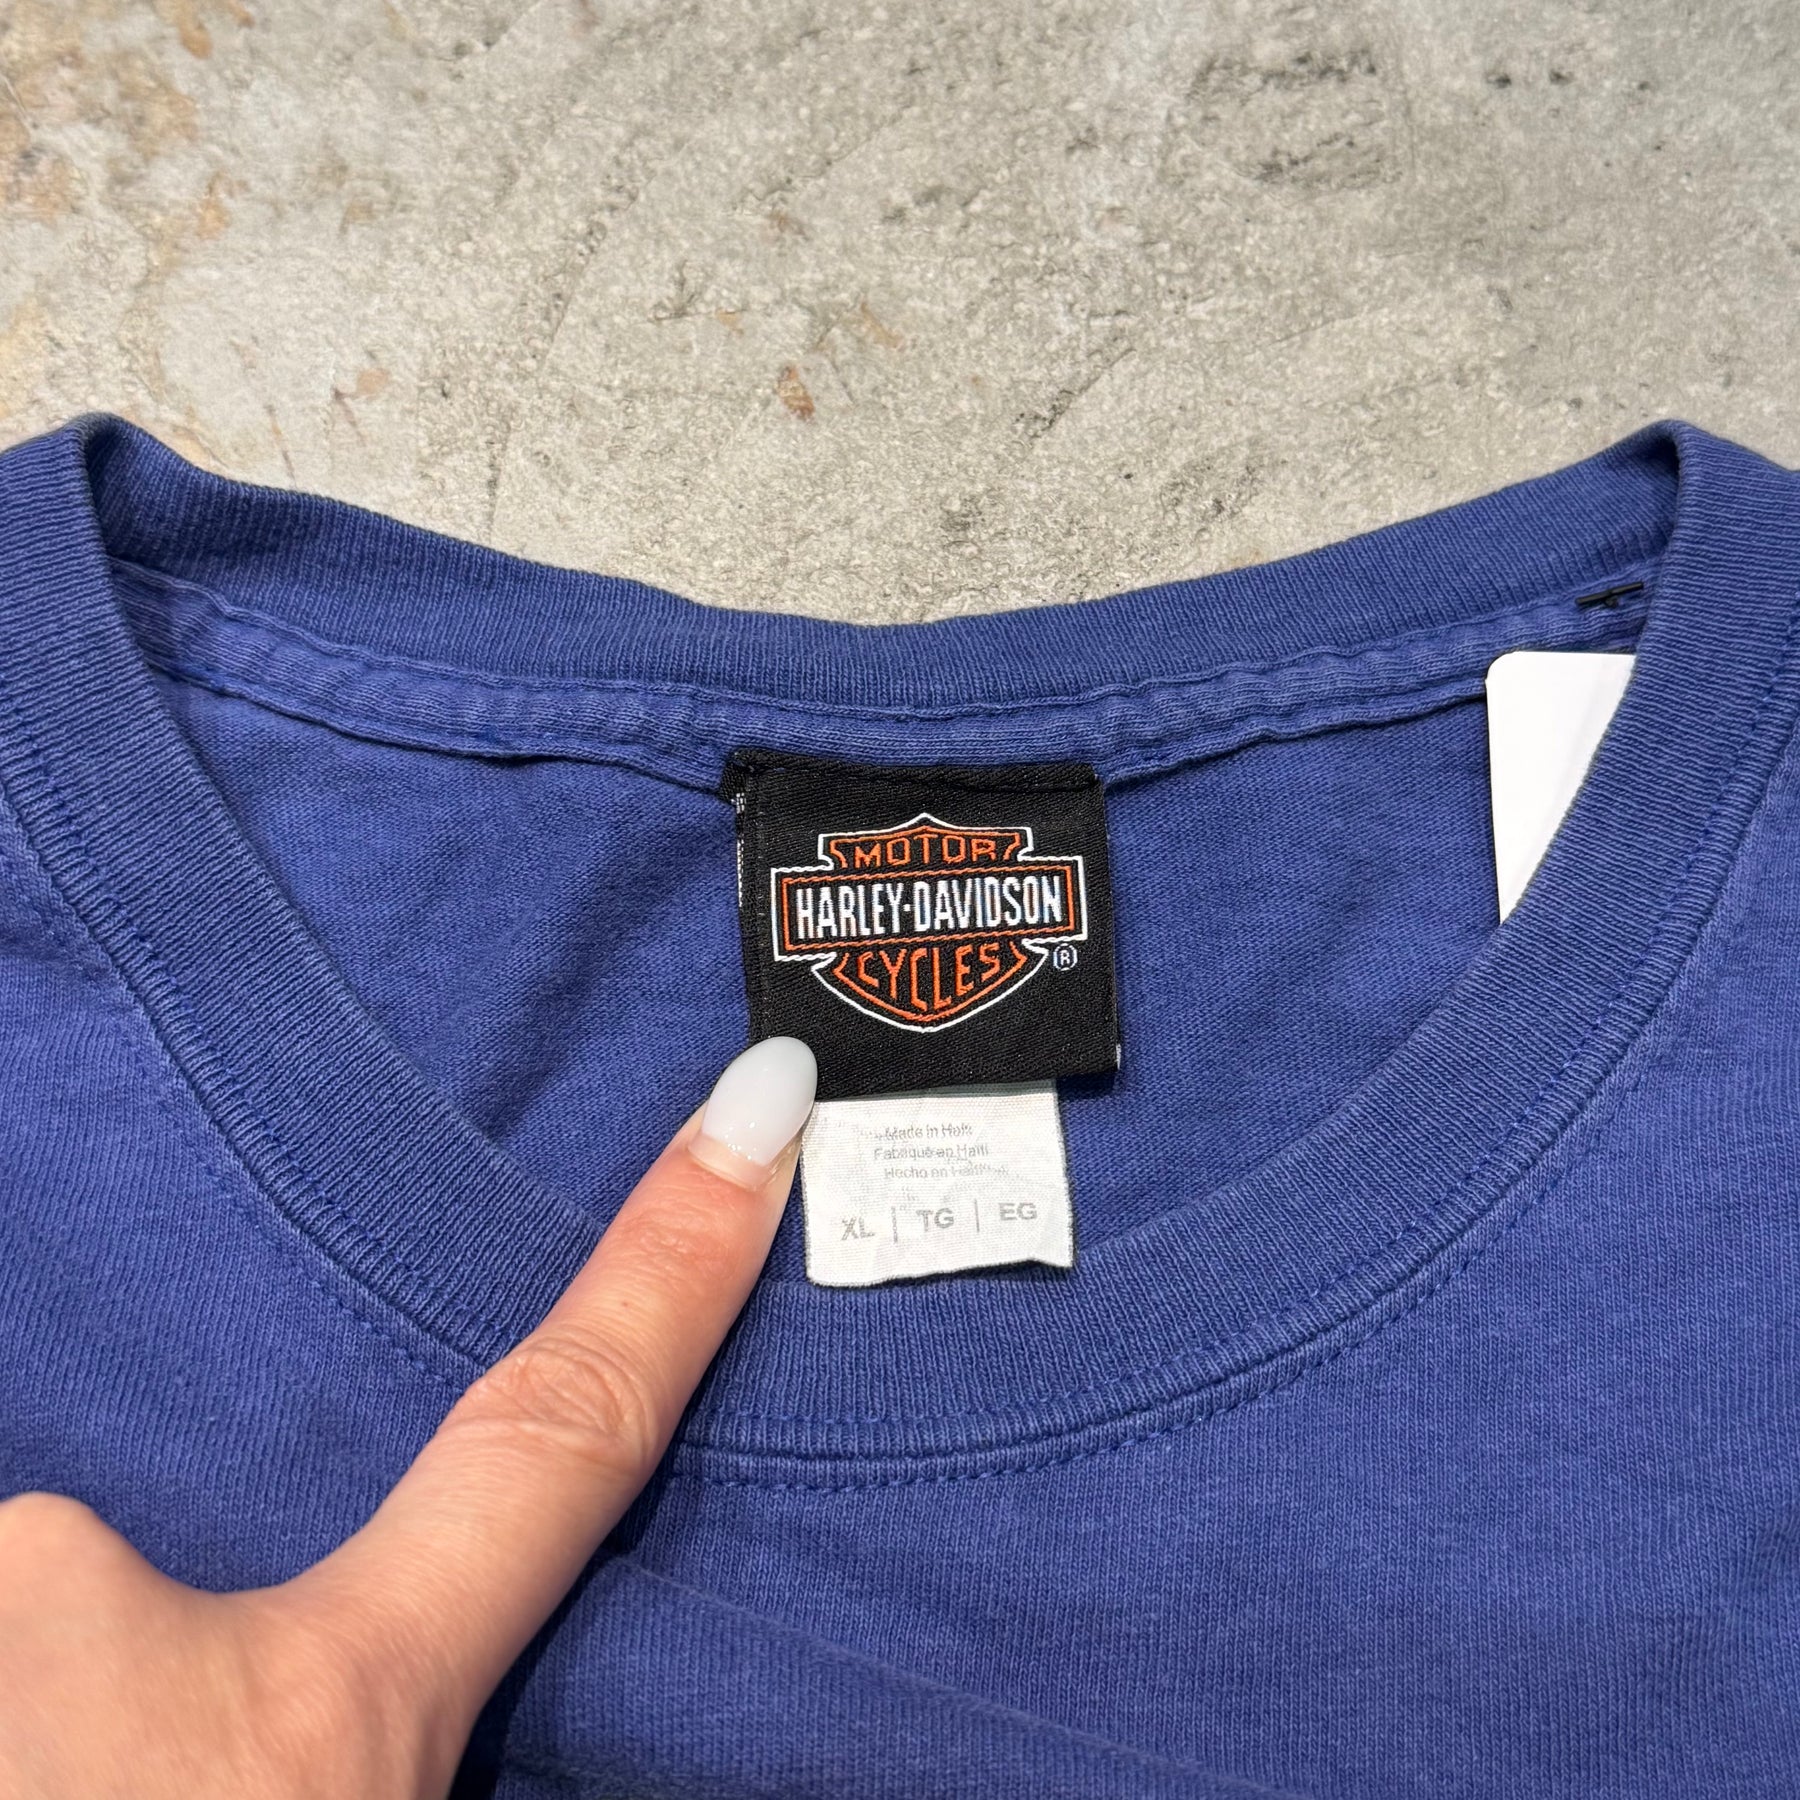 MOTOR
HARLEY-DAVIDSON
CYCLES ®
Made in Haiti
Fabriqué en Haïti
Hecho en Haití
XL | TG | EG